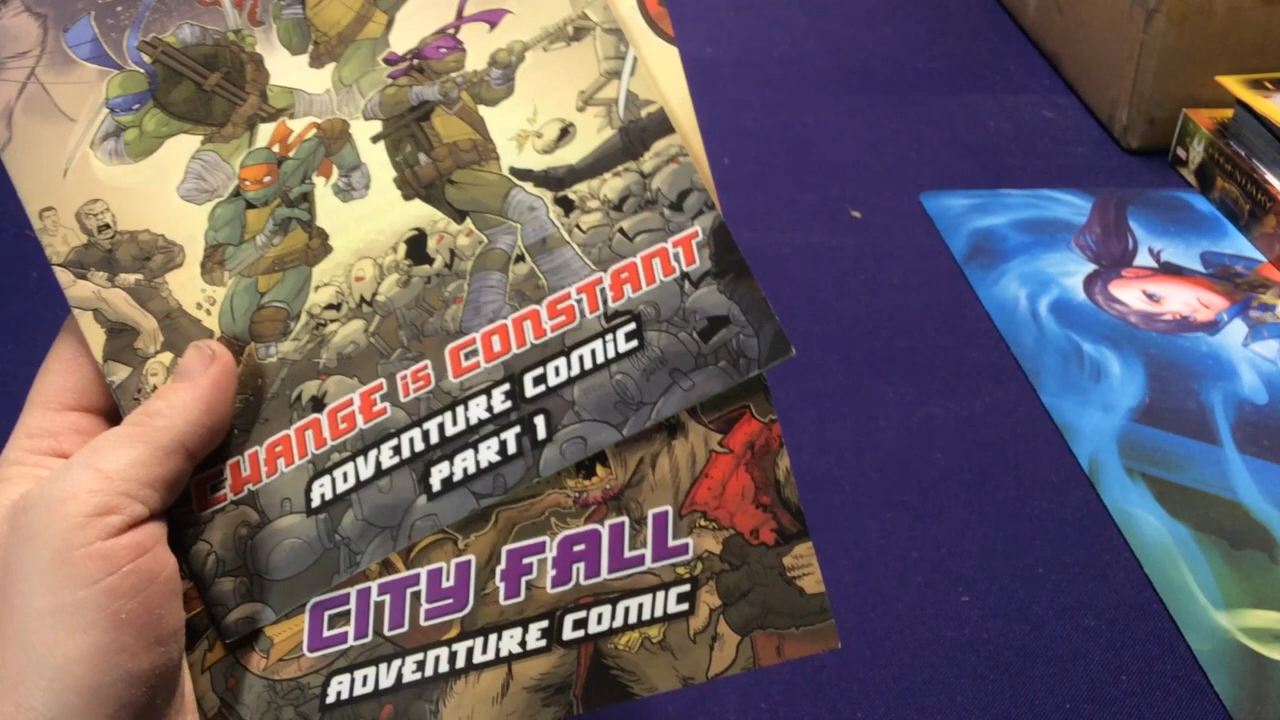 CHANGE is CONSTANT
ADVENTURE COMiC
PART 1
CITY FALL
ADVENTURE COMIC